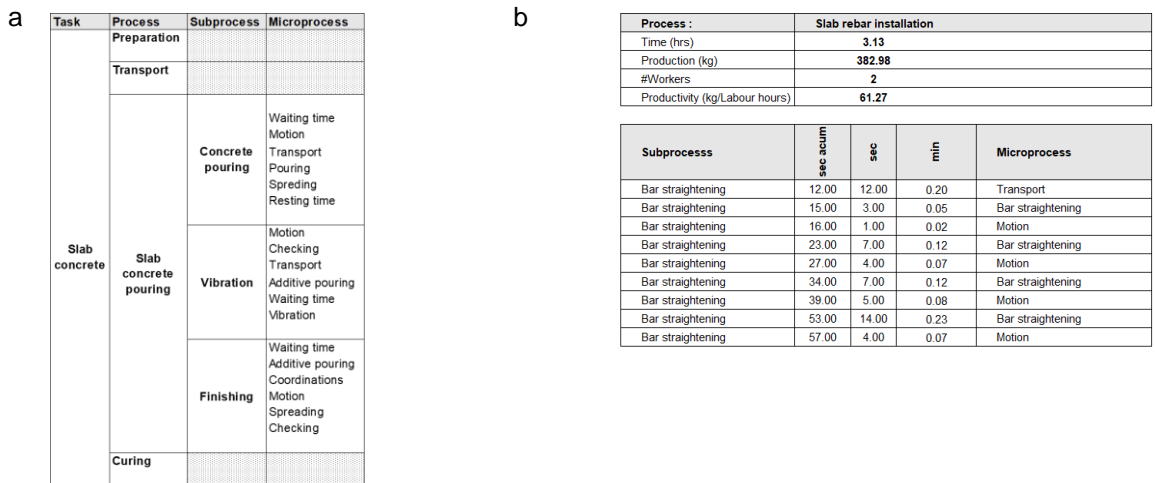 a
Task Process Subprocess Microprocess
Preparation
Transport
Slab
concrete
Slab
concrete
pouring
Concrete
pouring
Waiting time
Motion
Transport
Pouring
Spreding
Resting time
Vibration
Motion
Checking
Transport
Additive pouring
Waiting time
Vibration
Finishing
Waiting time
Additive pouring
Coordinations
Motion
Spreading
Checking
Curing
b
Process : Slab rebar installation
Time (hrs) 3.13
Production (kg) 382.98
#Workers 2
Productivity (kg/Labour hours) 61.27
Subprocesss sec acum sec min Microprocess
Bar straightening 12.00 12.00 0.20 Transport
Bar straightening 15.00 3.00 0.05 Bar straightening
Bar straightening 16.00 1.00 0.02 Motion
Bar straightening 23.00 7.00 0.12 Bar straightening
Bar straightening 27.00 4.00 0.07 Motion
Bar straightening 34.00 7.00 0.12 Bar straightening
Bar straightening 39.00 5.00 0.08 Motion
Bar straightening 53.00 14.00 0.23 Bar straightening
Bar straightening 57.00 4.00 0.07 Motion